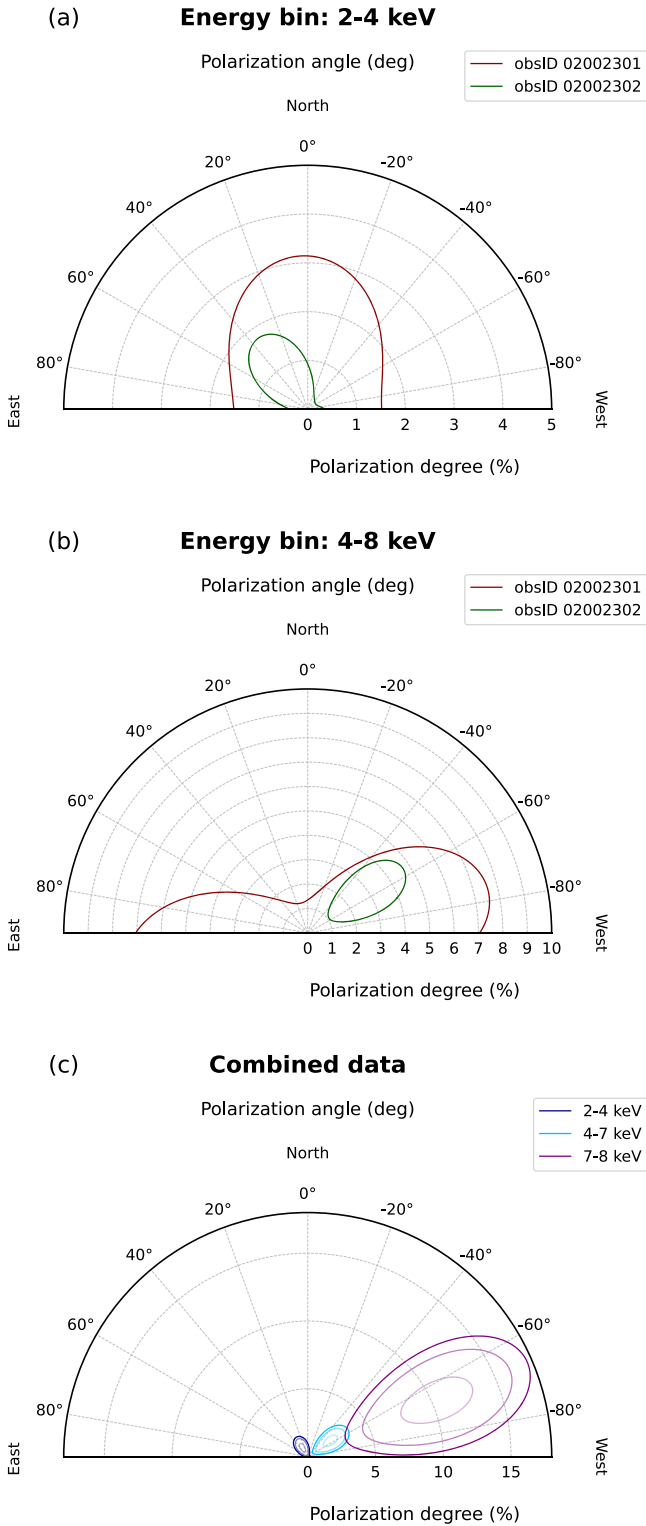 (a) Energy bin: 2-4 keV
Polarization angle (deg)
obsID 02002301
obsID 02002302
North
0°
20° -20°
40° -40°
60° -60°
80° -80°
East West
0 1 2 3 4 5
Polarization degree (%)
(b) Energy bin: 4-8 keV
Polarization angle (deg)
obsID 02002301
obsID 02002302
North
0°
20° -20°
40° -40°
60° -60°
80° -80°
East West
0 1 2 3 4 5 6 7 8 9 10
Polarization degree (%)
(c) Combined data
Polarization angle (deg)
2-4 keV
4-7 keV
7-8 keV
North
0°
20° -20°
40° -40°
60° -60°
80° -80°
East West
0 5 10 15
Polarization degree (%)